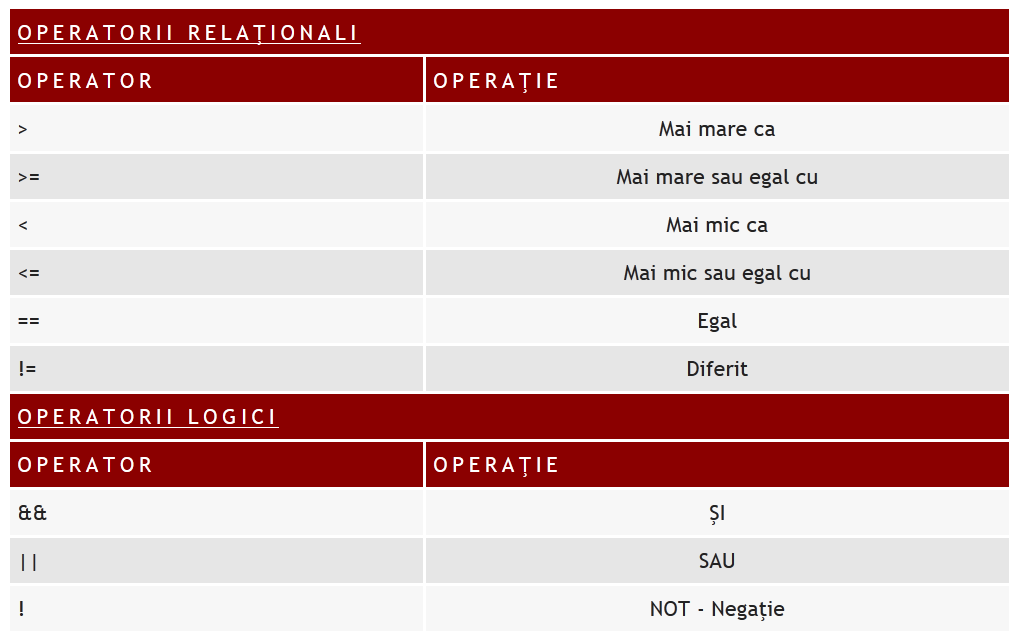 OPERATORII RELAŢIONALI
OPERATOR OPERAŢIE
> Mai mare ca
>= Mai mare sau egal cu
< Mai mic ca
<= Mai mic sau egal cu
== Egal
!= Diferit
OPERATORII LOGICI
OPERATOR OPERAŢIE
&& ŞI
|| SAU
! NOT - Negaţie